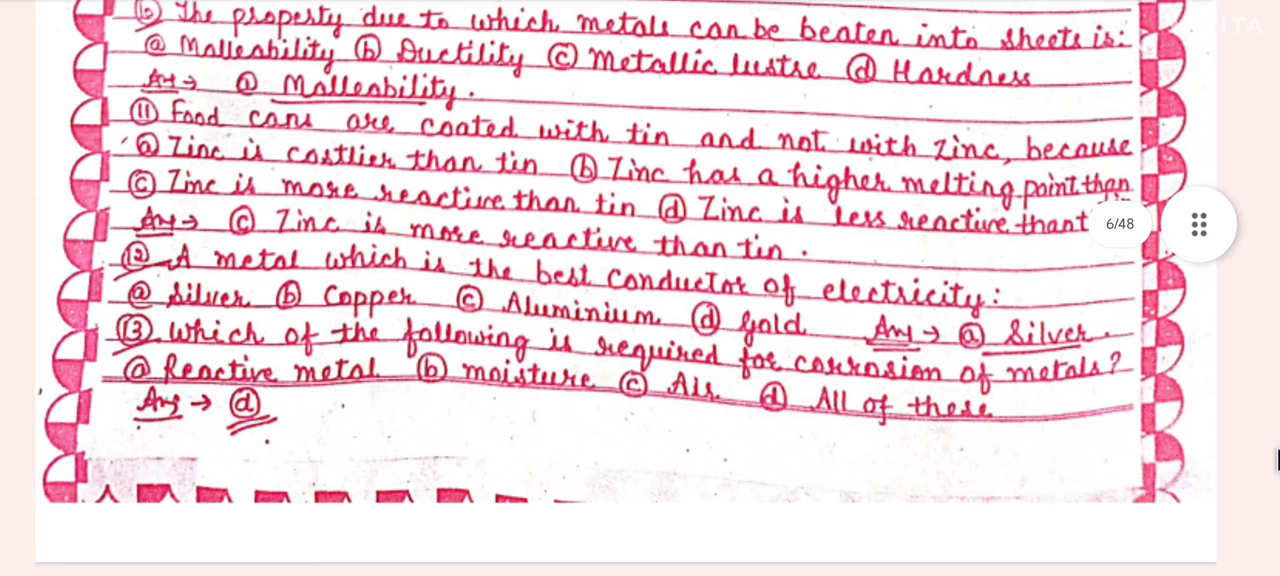 ⑩ The property due to which metals can be beaten into sheets is:
ⓐ Malleability ⓑ Ductility ⓒ Metallic lustre ⓓ Hardness
Ans → ⓐ Malleability.
⑪ Food cans are coated with tin and not with zinc, because
ⓐ Zinc is costlier than tin ⓑ Zinc has a higher melting point than
ⓒ Zinc is more reactive than tin ⓓ Zinc is less reactive than
Ans → ⓒ Zinc is more reactive than tin.
6/48
⑫ A metal which is the best conductor of electricity:
ⓐ Silver ⓑ Copper ⓒ Aluminium ⓓ gold Ans → ⓐ Silver.
⑬ which of the following is required for corrosion of metals?
ⓐ Reactive metal ⓑ moisture ⓒ Air ⓓ All of these
Ans → ⓓ